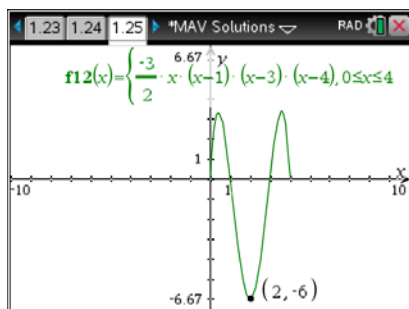 1.23 1.24 1.25 *MAV Solutions RAD
6.67 y
f12(x)={-3/2 · x · (x-1) · (x-3) · (x-4), 0≤x≤4
1
x
-10 1 10
-6.67 (2, -6)